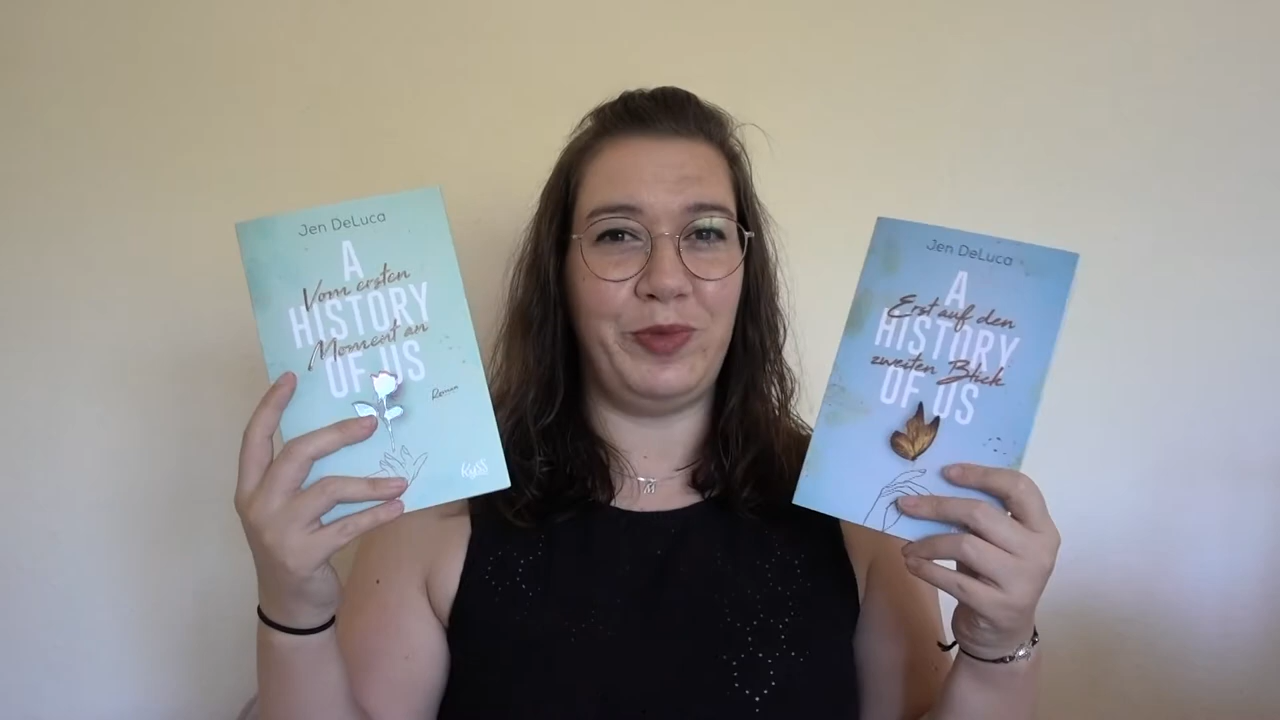 Jen DeLuca
A
Vom ersten
HISTORY
Moment an
OF US
Roman
Kyss
Jen DeLuca
A
Erst auf den
HISTORY
zweiten Blick
OF US
M